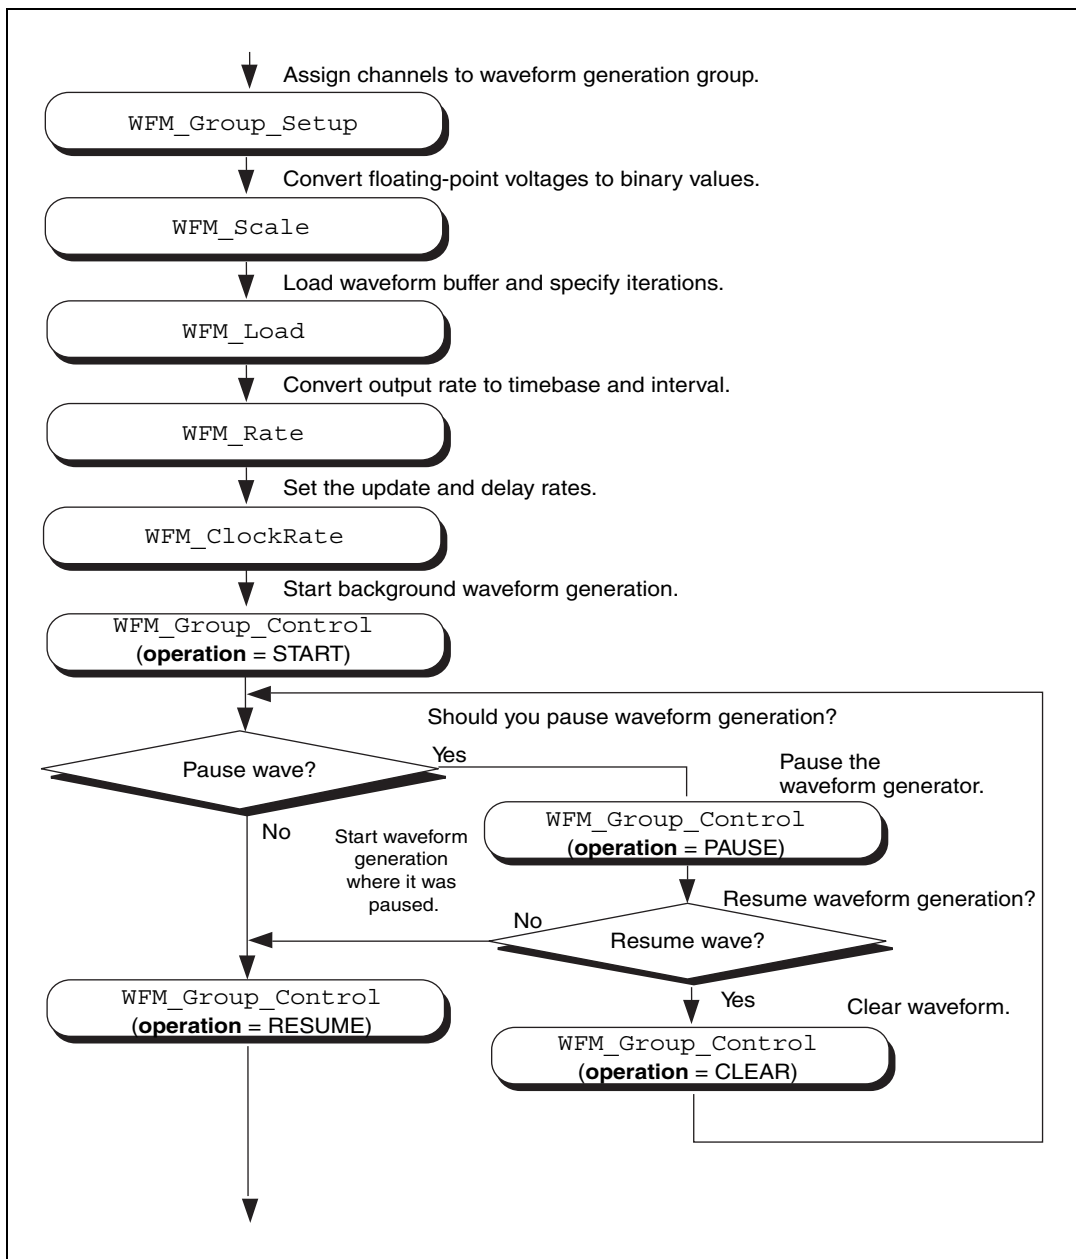 Assign channels to waveform generation group.
WFM_Group_Setup
Convert floating-point voltages to binary values.
WFM_Scale
Load waveform buffer and specify iterations.
WFM_Load
Convert output rate to timebase and interval.
WFM_Rate
Set the update and delay rates.
WFM_ClockRate
Start background waveform generation.
WFM_Group_Control
(operation = START)
Should you pause waveform generation?
Pause wave?
Yes
Pause the
waveform generator.
WFM_Group_Control
(operation = PAUSE)
No
Start waveform
generation
where it was
paused.
Resume waveform generation?
No
Resume wave?
WFM_Group_Control
(operation = RESUME)
Yes
Clear waveform.
WFM_Group_Control
(operation = CLEAR)